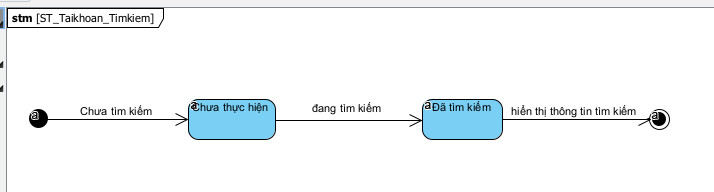 stm [ST_Taikhoan_Timkiem]
a
Chưa tìm kiếm
a
Chưa thực hiện
đang tìm kiếm
a
Đã tìm kiếm
hiển thị thông tin tìm kiếm
a